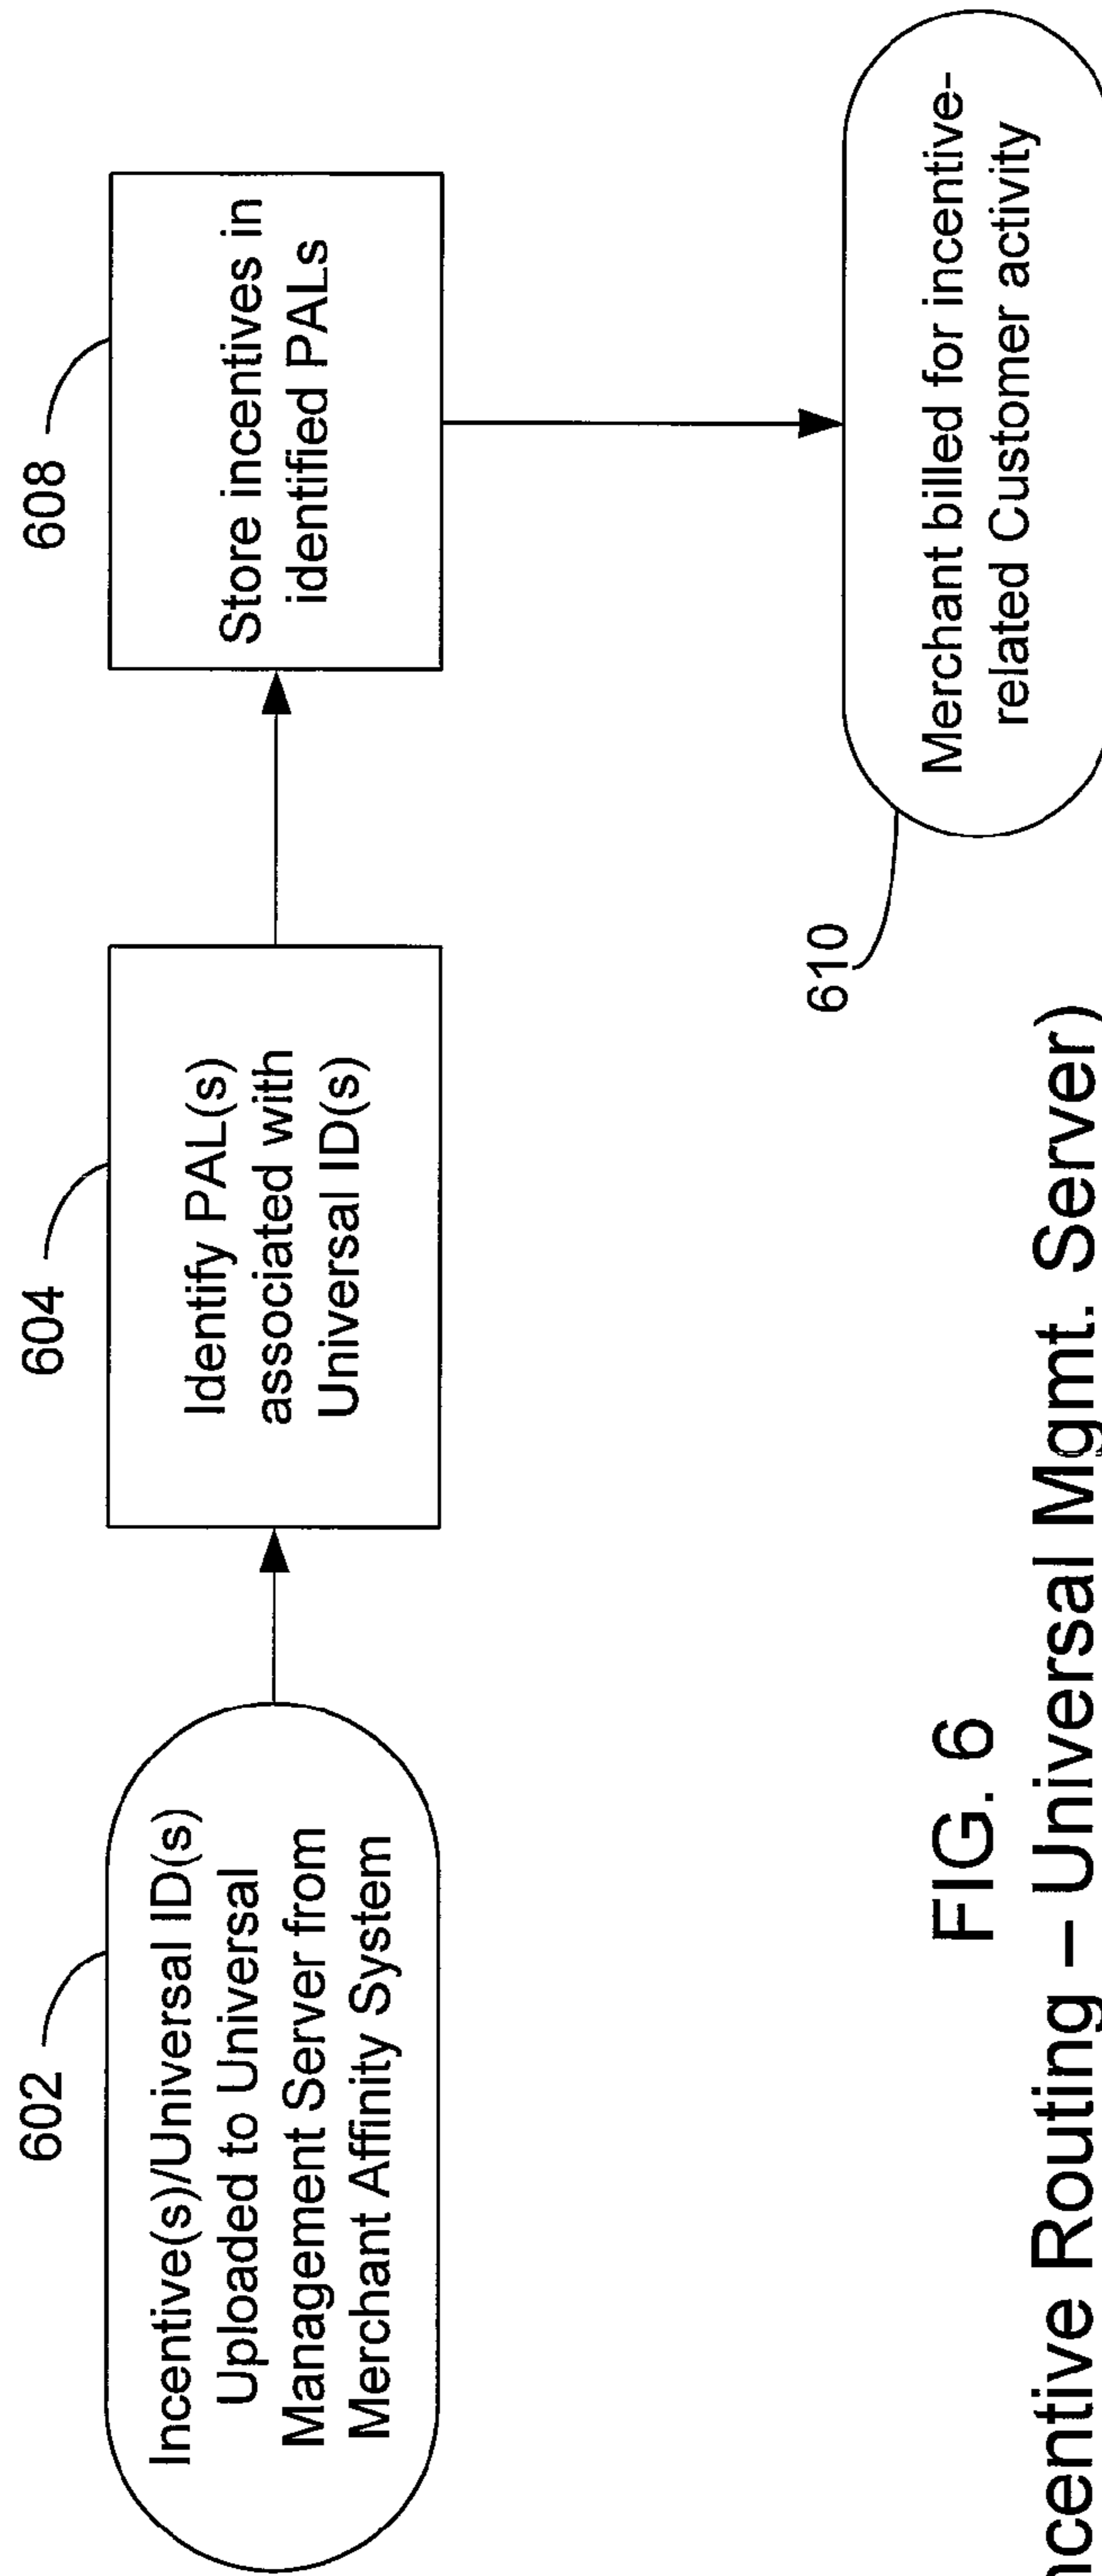 602
Incentive(s)/Universal ID(s)
Uploaded to Universal
Management Server from
Merchant Affinity System
604
Identify PAL(s)
associated with
Universal ID(s)
608
Store incentives in
identified PALs
610
Merchant billed for incentive-
related Customer activity
FIG. 6
ncentive Routing – Universal Mgmt. Server)